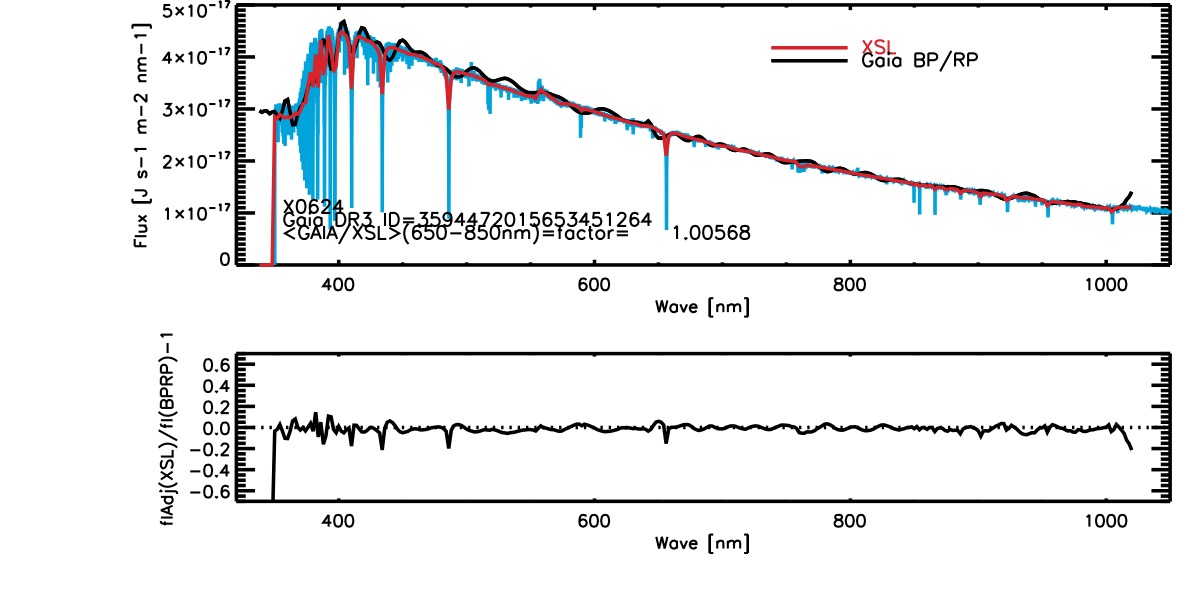 5×10−17
4×10−17
3×10−17
2×10−17
1×10−17
0
Flux [J s−1 m−2 nm−1]
XSL
Gaia BP/RP
X0624
Gaia DR3 ID=3594472015653451264
<GAIA/XSL>(650−850nm)=factor= 1.00568
400 600 800 1000
Wave [nm]
0.6
0.4
0.2
0.0
−0.2
−0.4
−0.6
flAdj(XSL)/fl(BPRP)−1
400 600 800 1000
Wave [nm]